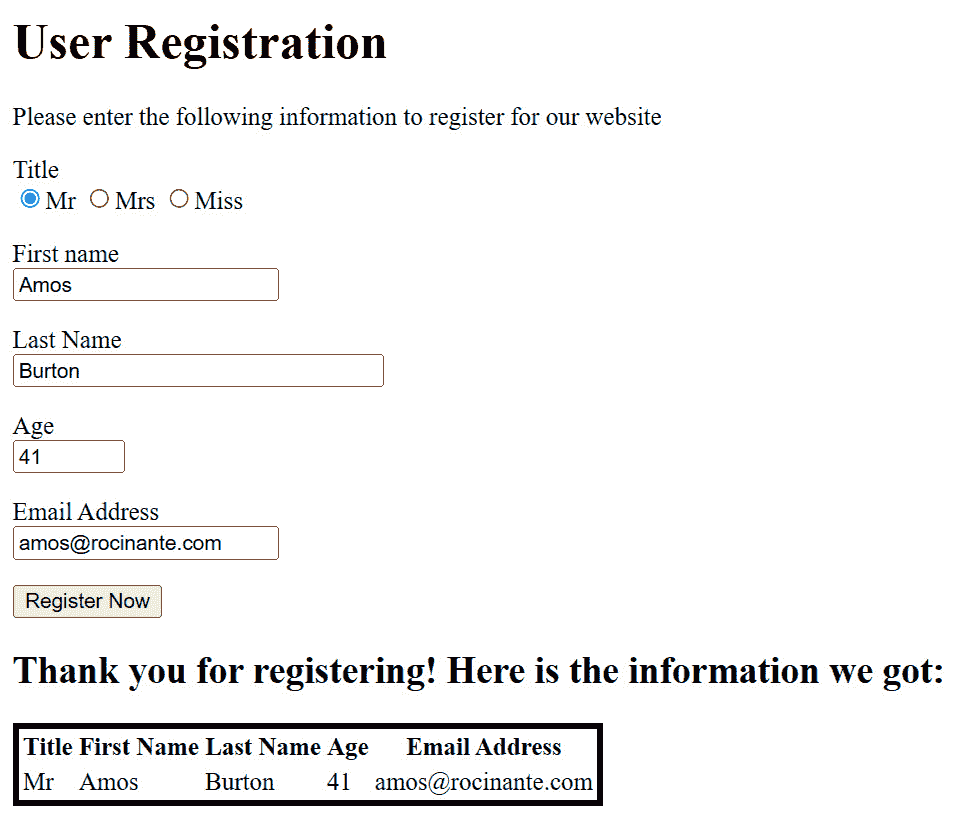 User Registration
Please enter the following information to register for our website
Title
Mr Mrs Miss
First name
Amos
Last Name
Burton
Age
41
Email Address
amos@rocinante.com
Register Now
Thank you for registering! Here is the information we got:
Title First Name Last Name Age Email Address
Mr Amos Burton 41 amos@rocinante.com